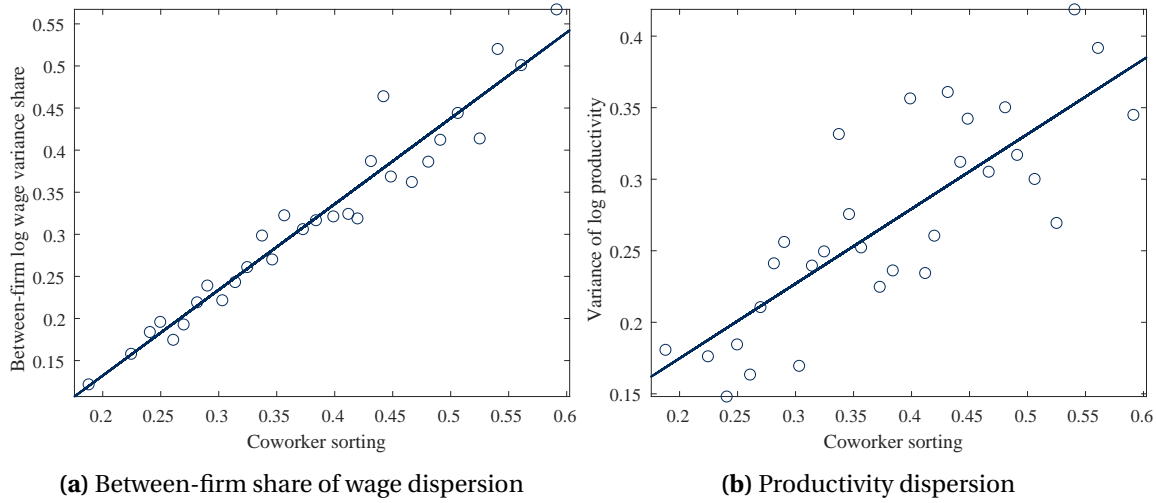 Between-firm log wage variance share
0.55
0.5
0.45
0.4
0.35
0.3
0.25
0.2
0.15
0.2 0.25 0.3 0.35 0.4 0.45 0.5 0.55 0.6
Coworker sorting
(a) Between-firm share of wage dispersion
Variance of log productivity
0.4
0.35
0.3
0.25
0.2
0.15
0.2 0.25 0.3 0.35 0.4 0.45 0.5 0.55 0.6
Coworker sorting
(b) Productivity dispersion